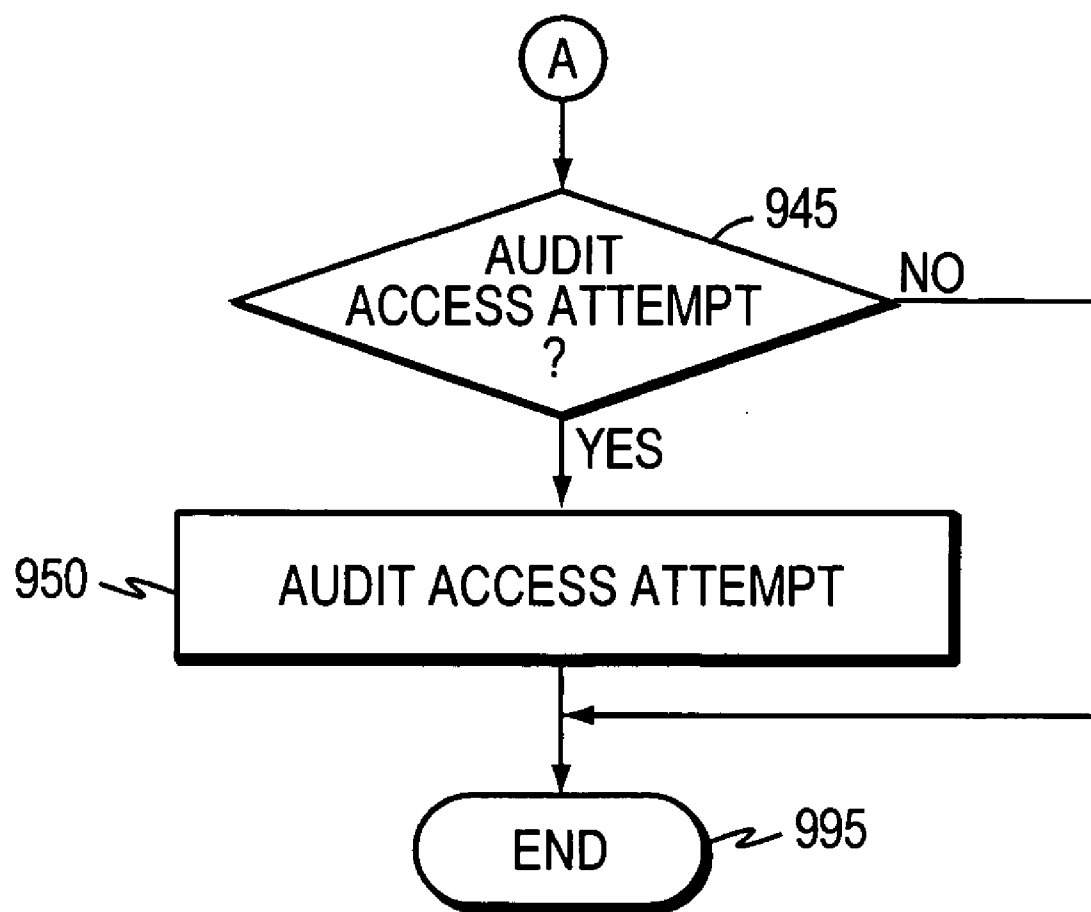 A
945
AUDIT
ACCESS ATTEMPT
?
NO
YES
950
AUDIT ACCESS ATTEMPT
END
995